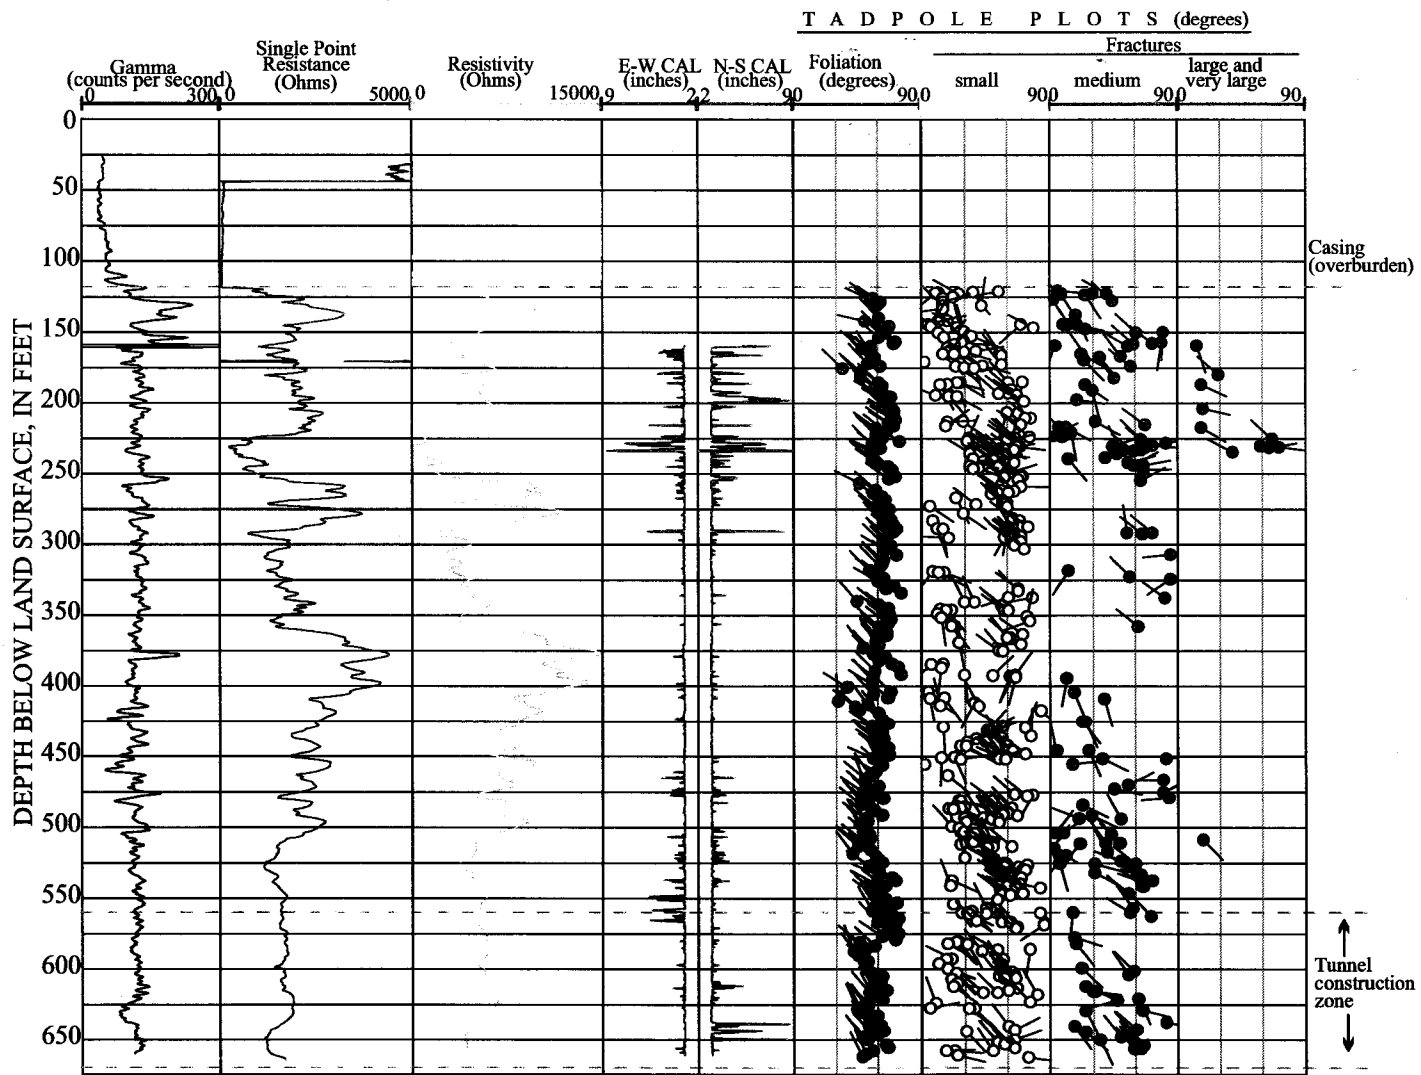 T A D P O L E P L O T S (degrees)
Fractures
Gamma
(counts per second)
Single Point
Resistance
(Ohms)
Resistivity
(Ohms)
E-W CAL
(inches)
N-S CAL
(inches)
Foliation
(degrees)
small
medium
large and
very large
0 300 0 5000 0 15000 9 2 2 9 0 90 0 90 0 90 0 90
0
50
100
150
200
250
300
350
400
450
500
550
600
650
DEPTH BELOW LAND SURFACE, IN FEET
Casing
(overburden)
Tunnel
construction
zone